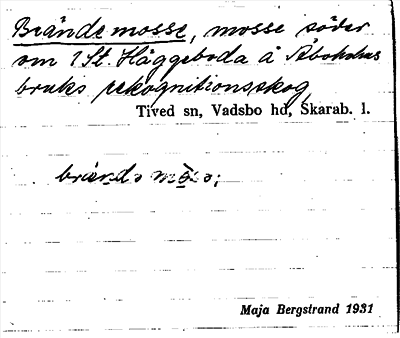 Brände mosse, mosse söder
om 1 St. Häggeboda å Åboholms
bruks rekognitionsskog
Tived sn, Vadsbo hd, Skarab. l.
Maja Bergstrand 1931